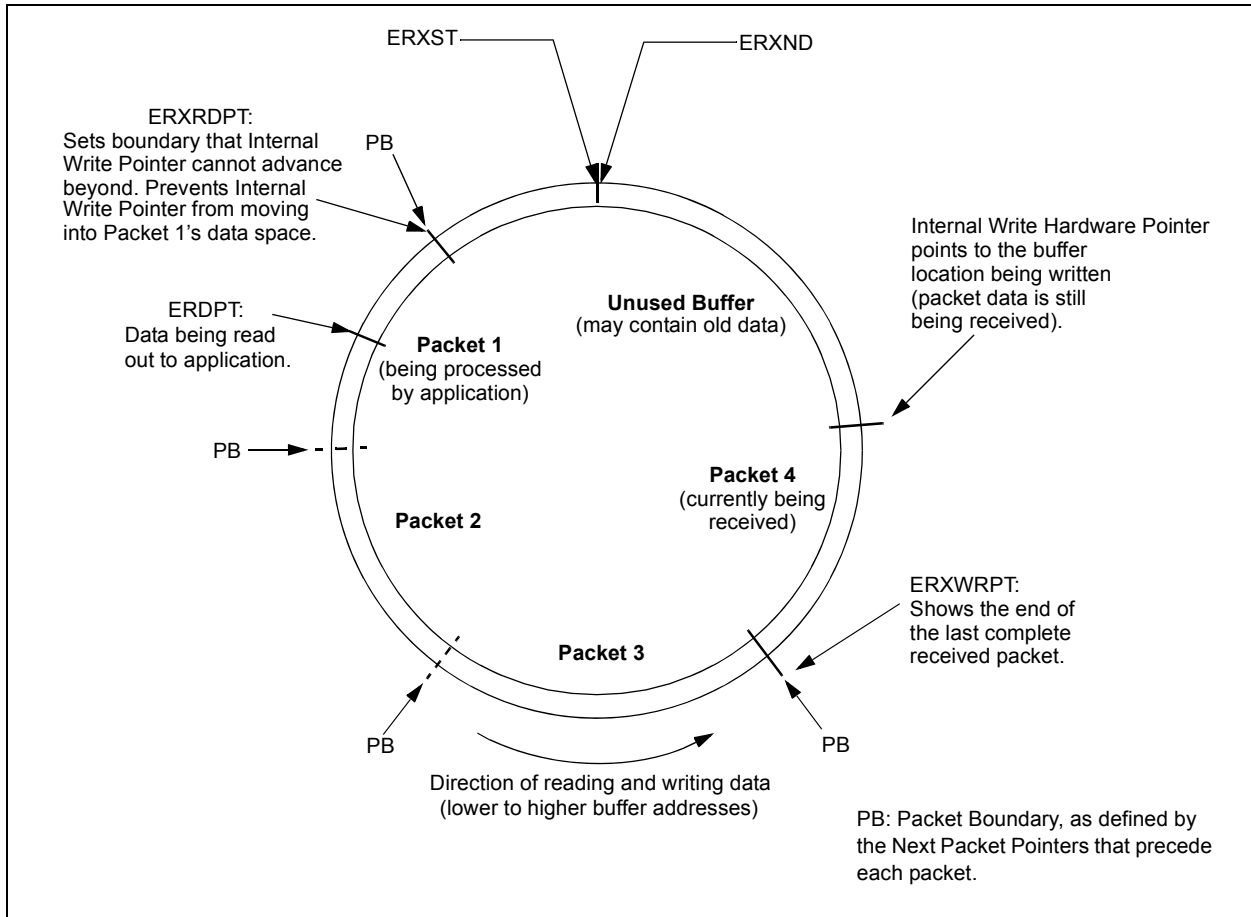 ERXST
ERXND
ERXRDPT:
Sets boundary that Internal
Write Pointer cannot advance
beyond. Prevents Internal
Write Pointer from moving
into Packet 1’s data space.
PB
Internal Write Hardware Pointer
points to the buffer
location being written
(packet data is still
being received).
Unused Buffer
(may contain old data)
ERDPT:
Data being read
out to application.
Packet 1
(being processed
by application)
PB
Packet 4
(currently being
received)
Packet 2
ERXWRPT:
Shows the end of
the last complete
received packet.
Packet 3
PB
PB
Direction of reading and writing data
(lower to higher buffer addresses)
PB: Packet Boundary, as defined by
the Next Packet Pointers that precede
each packet.